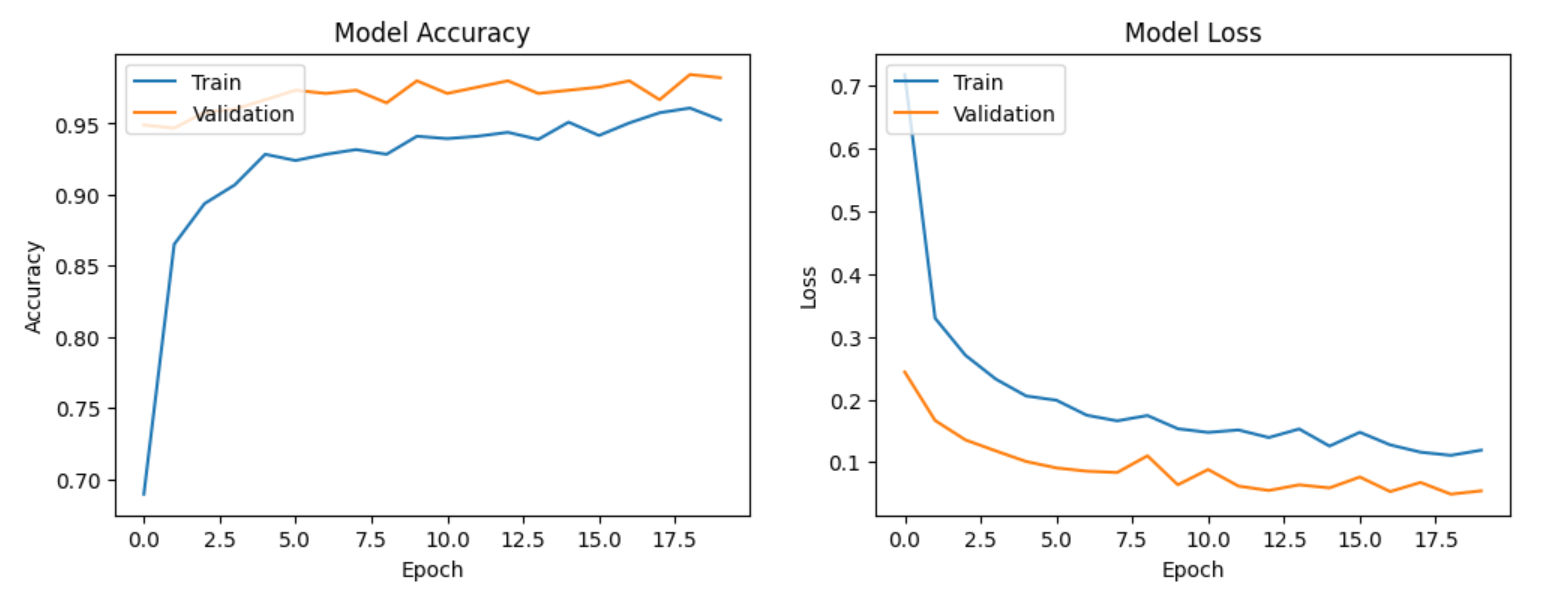 Model Accuracy
Train
Validation
0.95
0.90
0.85
0.80
0.75
0.70
Accuracy
0.0 2.5 5.0 7.5 10.0 12.5 15.0 17.5
Epoch
Model Loss
Train
Validation
0.7
0.6
0.5
0.4
0.3
0.2
0.1
Loss
0.0 2.5 5.0 7.5 10.0 12.5 15.0 17.5
Epoch